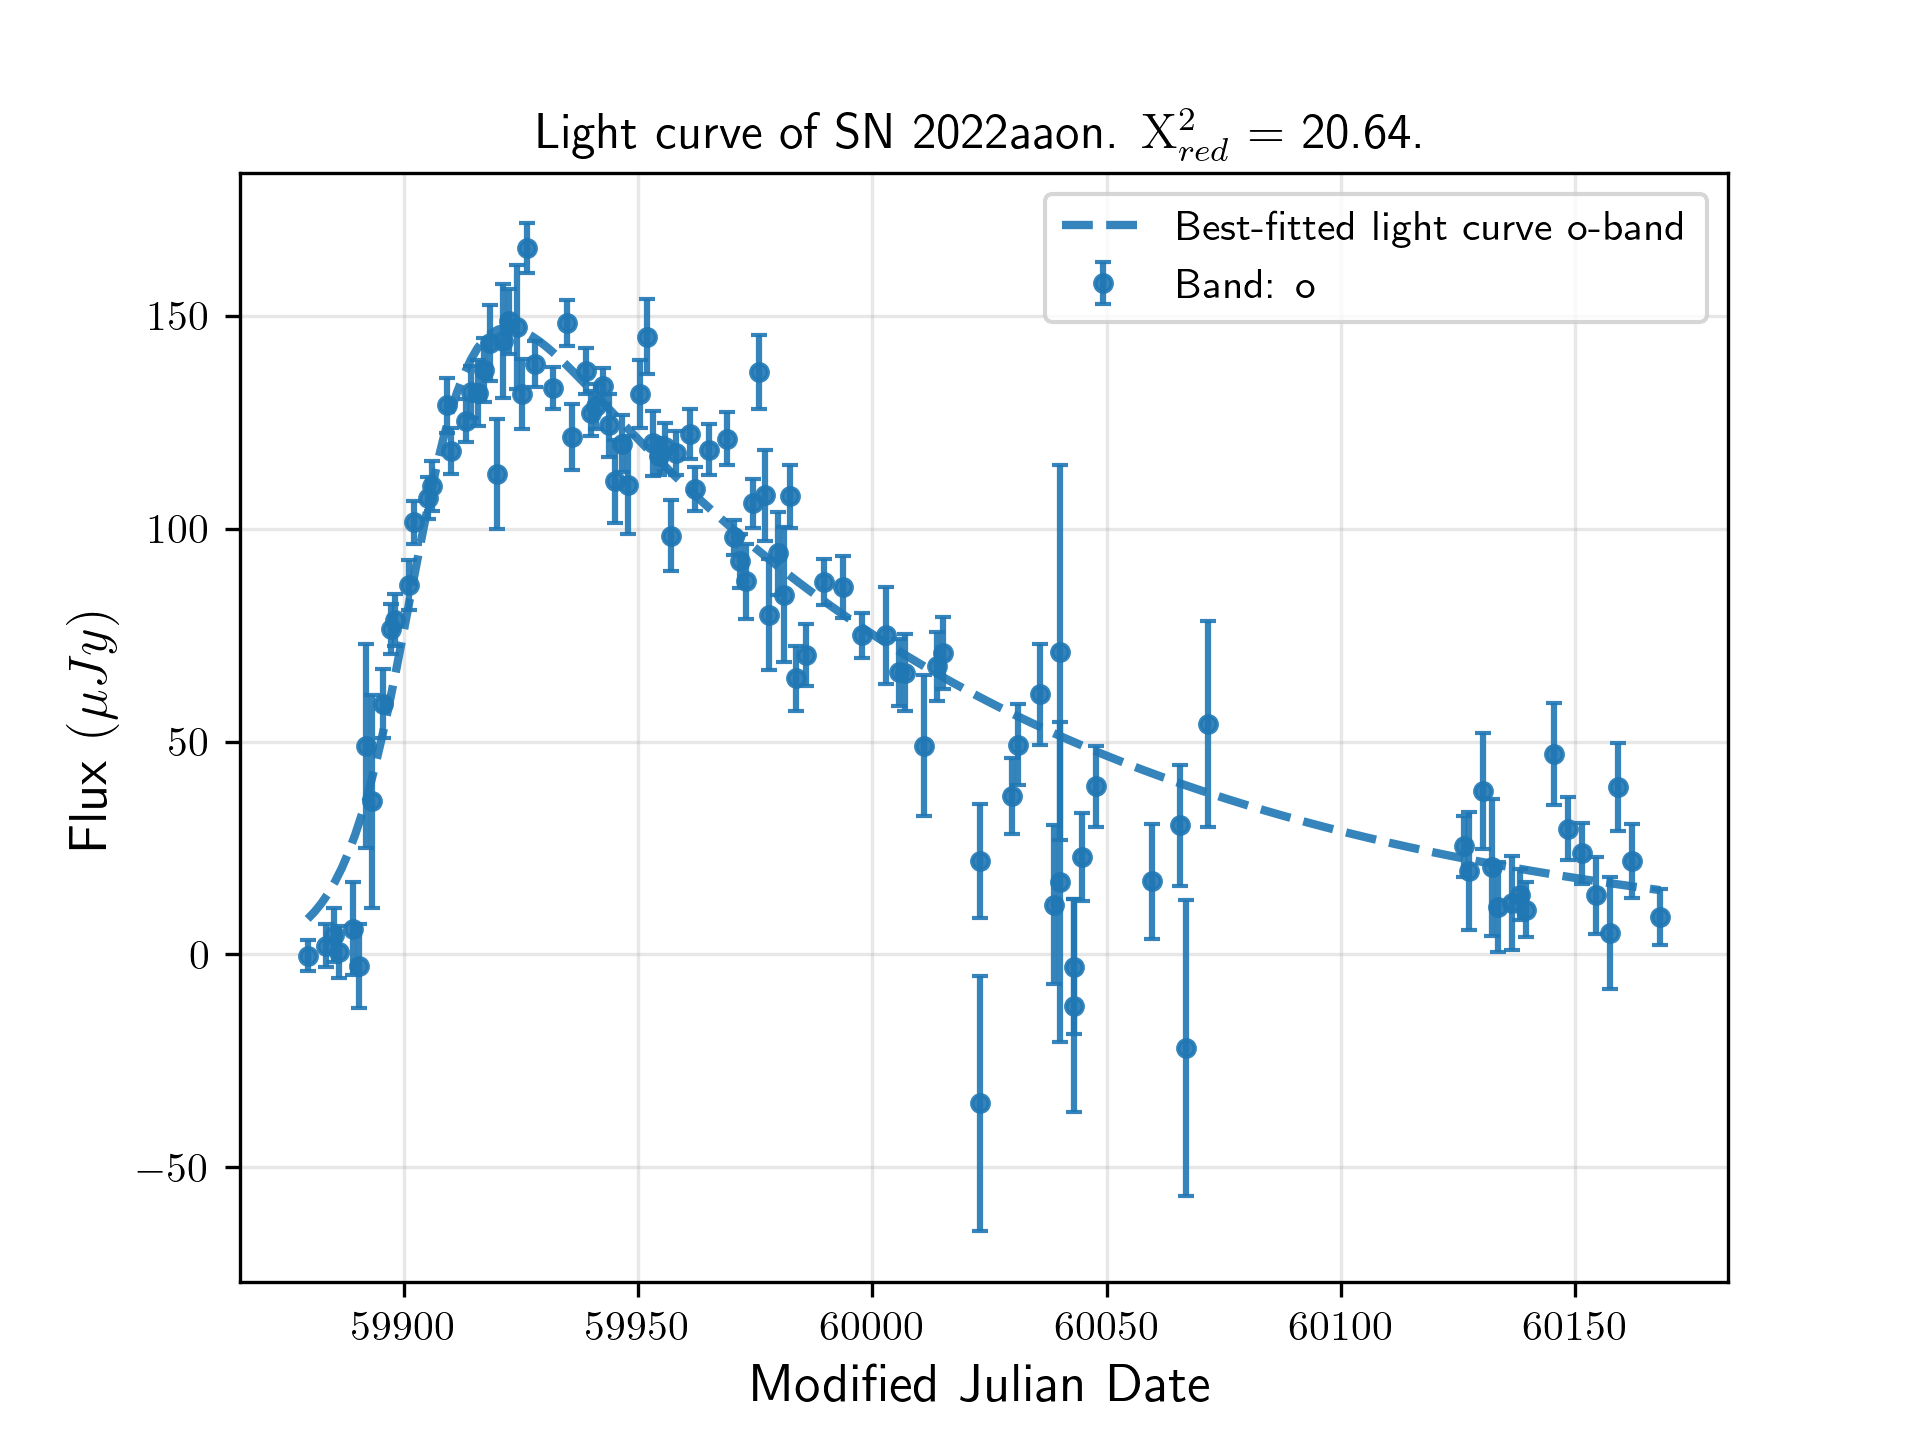 Light curve of SN 2022aaon. X²_red = 20.64.
Best-fitted light curve o-band
Band: o
Flux (μJy)
150
100
50
0
−50
59900 59950 60000 60050 60100 60150
Modified Julian Date